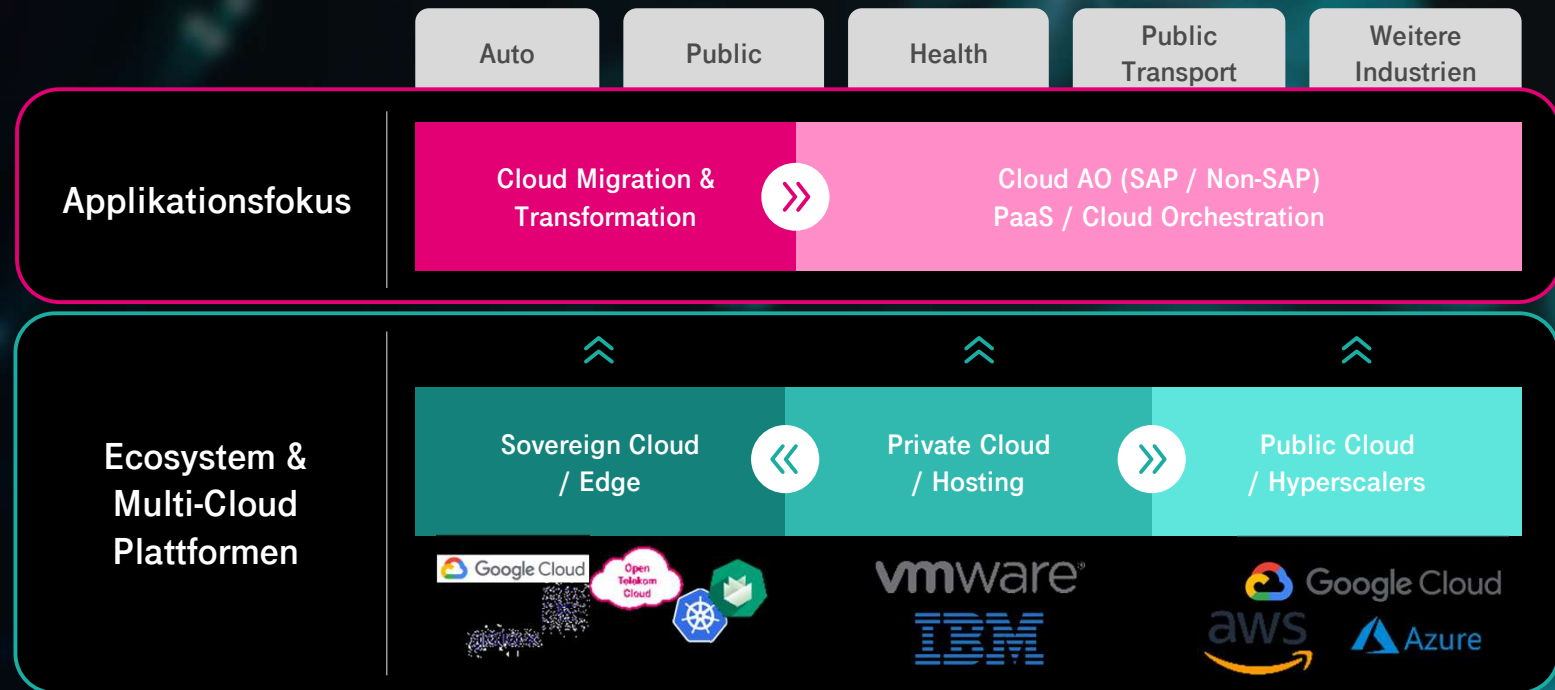 Auto
Public
Health
Public
Transport
Weitere
Industrien
Applikationsfokus
Cloud Migration &
Transformation
Cloud AO (SAP / Non-SAP)
PaaS / Cloud Orchestration
Ecosystem &
Multi-Cloud
Plattformen
Sovereign Cloud
/ Edge
Private Cloud
/ Hosting
Public Cloud
/ Hyperscalers
Google Cloud
Open
Telekom
Cloud
vmware®
IBM
Google Cloud
aws
Azure